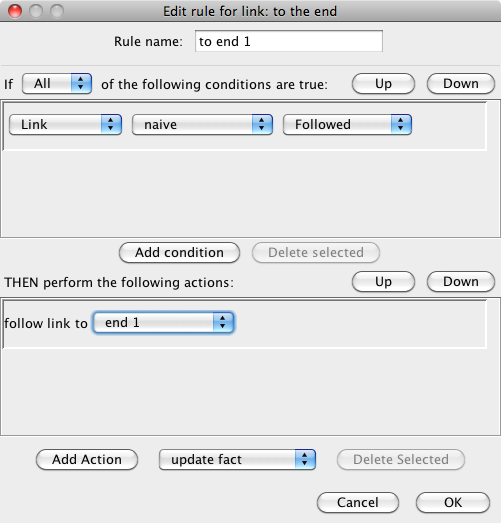 Edit rule for link: to the end
Rule name: to end 1
If All of the following conditions are true: Up Down
Link naive Followed
Add condition Delete selected
THEN perform the following actions: Up Down
follow link to end 1
Add Action update fact Delete Selected
Cancel OK